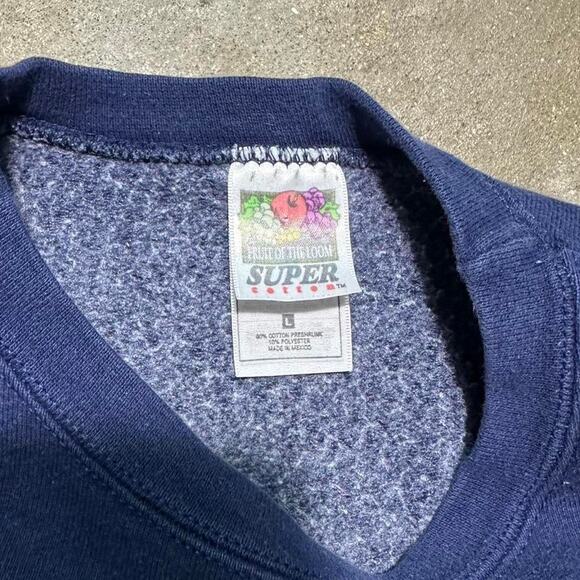 FRUIT OF THE LOOM
SUPER
cotton™
L
90% COTTON PRESHRUNK
10% POLYESTER
MADE IN MEXICO